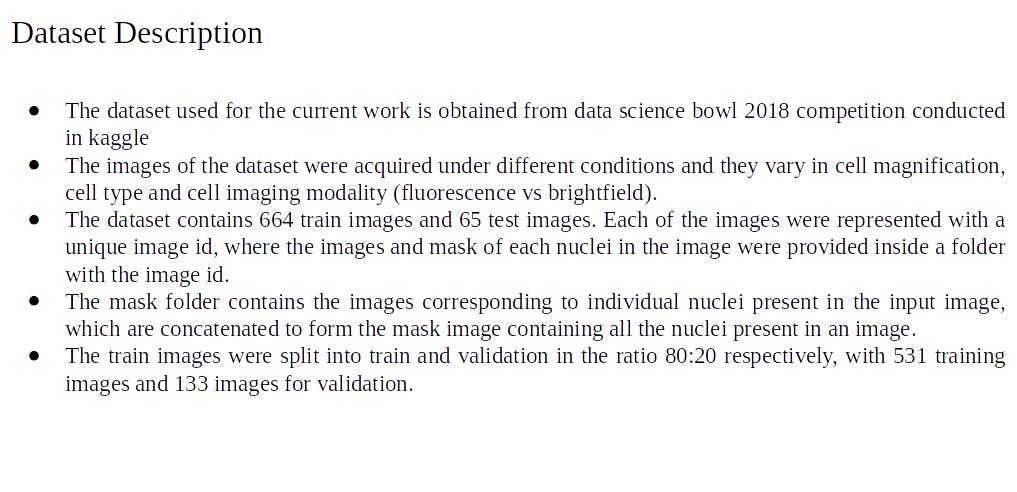 Dataset Description
● The dataset used for the current work is obtained from data science bowl 2018 competition conducted
in kaggle
● The images of the dataset were acquired under different conditions and they vary in cell magnification,
cell type and cell imaging modality (fluorescence vs brightfield).
● The dataset contains 664 train images and 65 test images. Each of the images were represented with a
unique image id, where the images and mask of each nuclei in the image were provided inside a folder
with the image id.
● The mask folder contains the images corresponding to individual nuclei present in the input image,
which are concatenated to form the mask image containing all the nuclei present in an image.
● The train images were split into train and validation in the ratio 80:20 respectively, with 531 training
images and 133 images for validation.